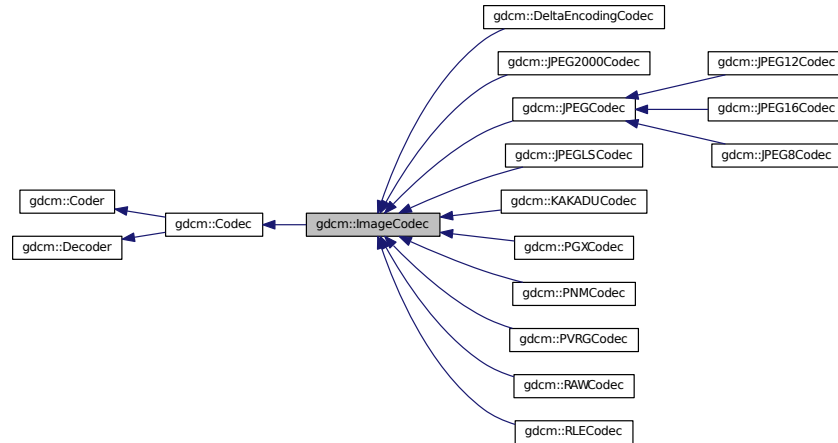 gdcm::DeltaEncodingCodec
gdcm::JPEG2000Codec
gdcm::JPEG12Codec
gdcm::JPEGCodec
gdcm::JPEG16Codec
gdcm::JPEGLSCodec
gdcm::JPEG8Codec
gdcm::Coder
gdcm::KAKADUCodec
gdcm::Codec
gdcm::ImageCodec
gdcm::Decoder
gdcm::PGXCodec
gdcm::PNMCodec
gdcm::PVRGCodec
gdcm::RAWCodec
gdcm::RLECodec